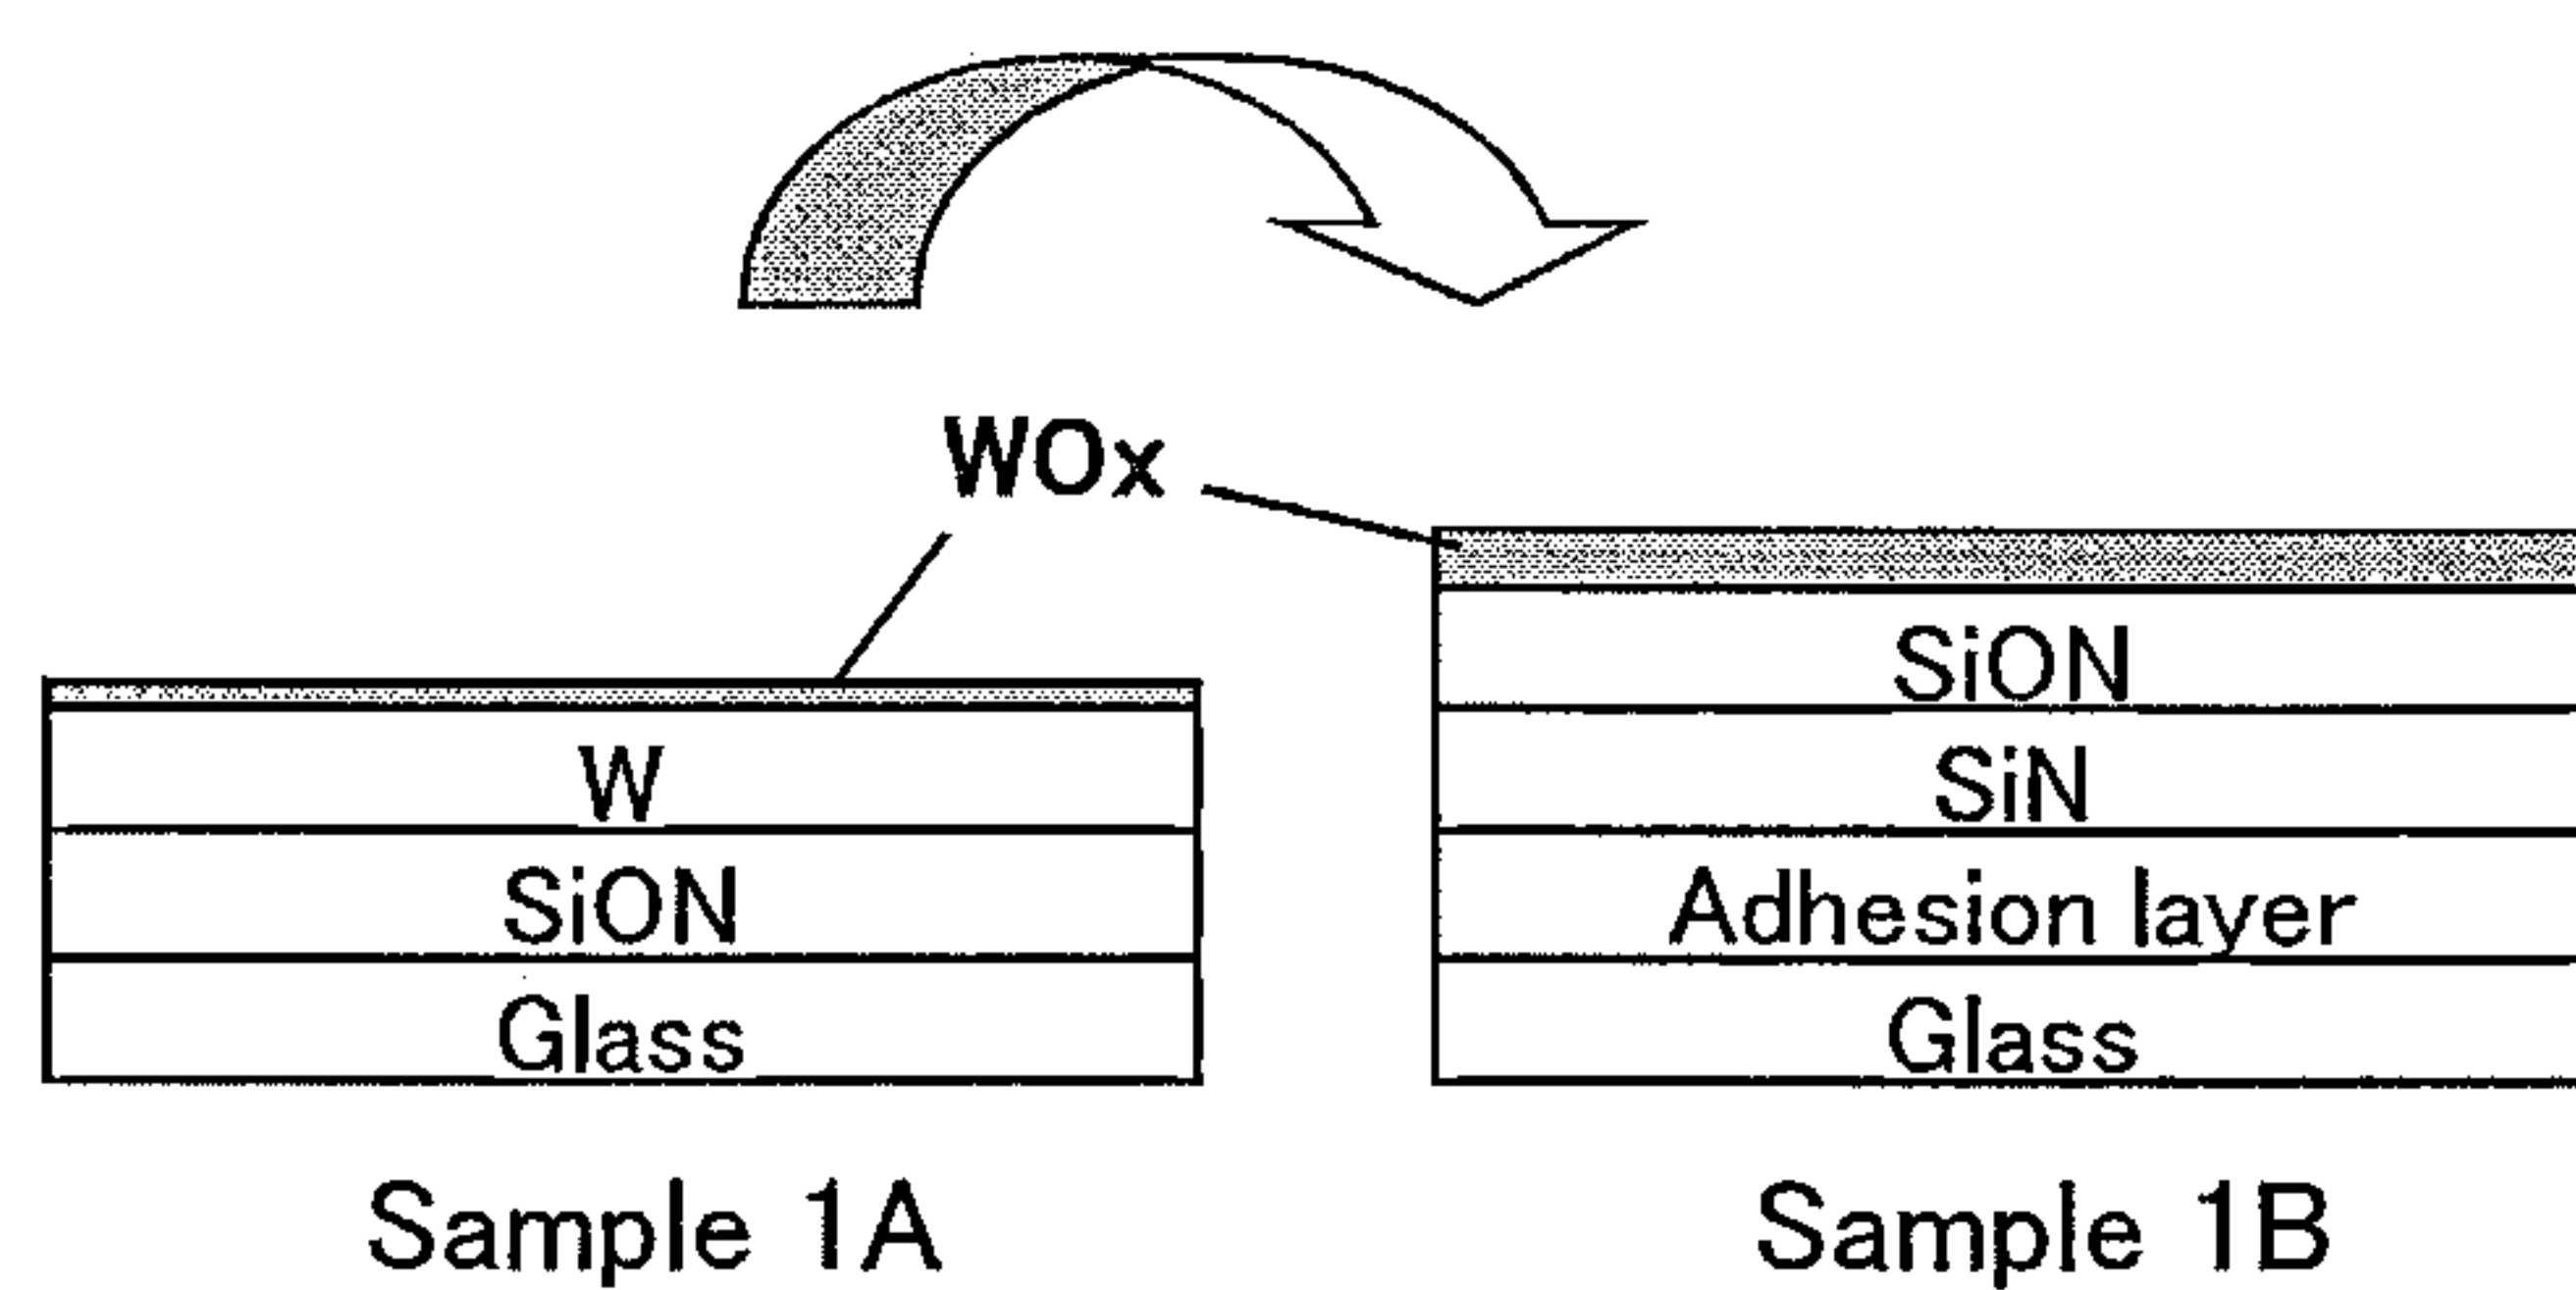 WOx
W
SiON
Glass
Sample 1A
SiON
SiN
Adhesion layer
Glass
Sample 1B